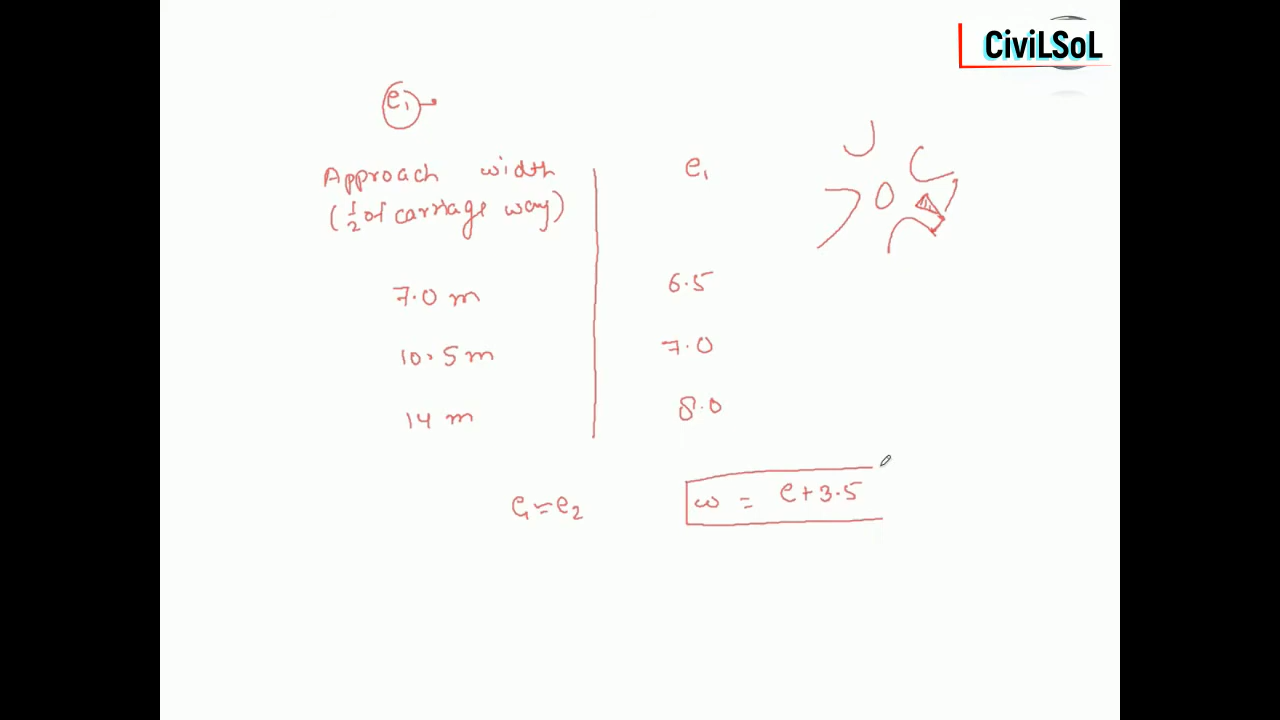 CiviLSoL
e₁
Approach width
(½ of carriage way)
e₁
7.0 m
6.5
10.5 m
7.0
14 m
8.0
e₁ = e₂
w = e + 3.5